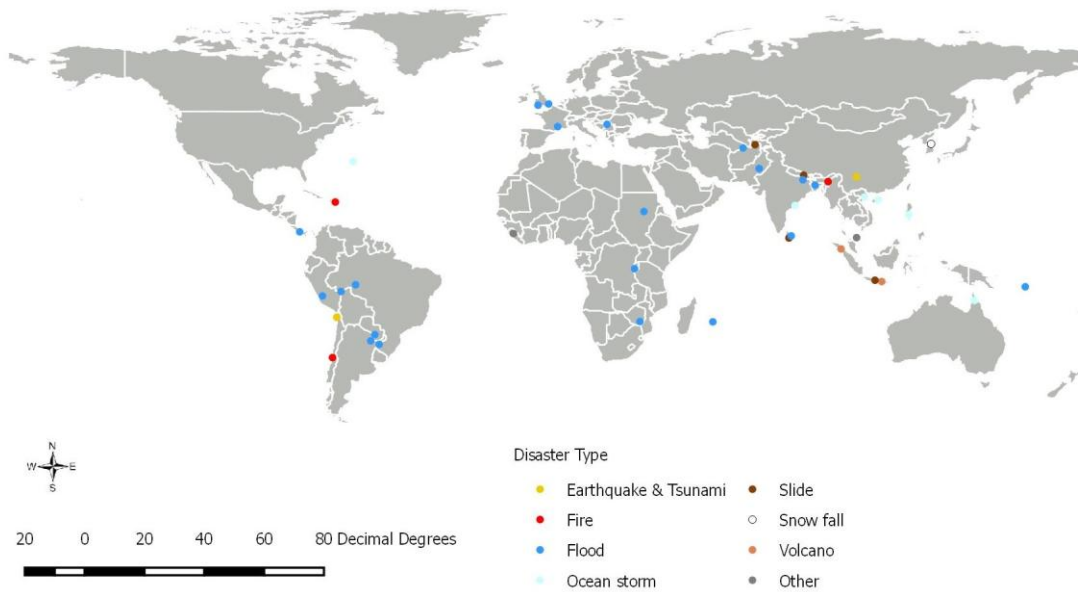 N
W E
S
20 0 20 40 60 80 Decimal Degrees
Disaster Type
Earthquake & Tsunami
Fire
Flood
Ocean storm
Slide
Snow fall
Volcano
Other